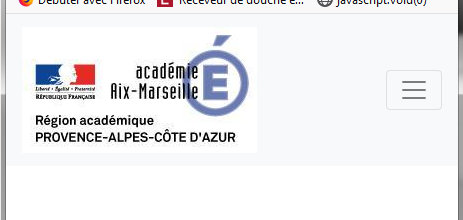 Débuter avec Firefox
Receveur de douche e...
javascript:void(0)
académie
Aix-Marseille
Liberté • Égalité • Fraternité
RÉPUBLIQUE FRANÇAISE
É
Région académique
PROVENCE-ALPES-CÔTE D'AZUR